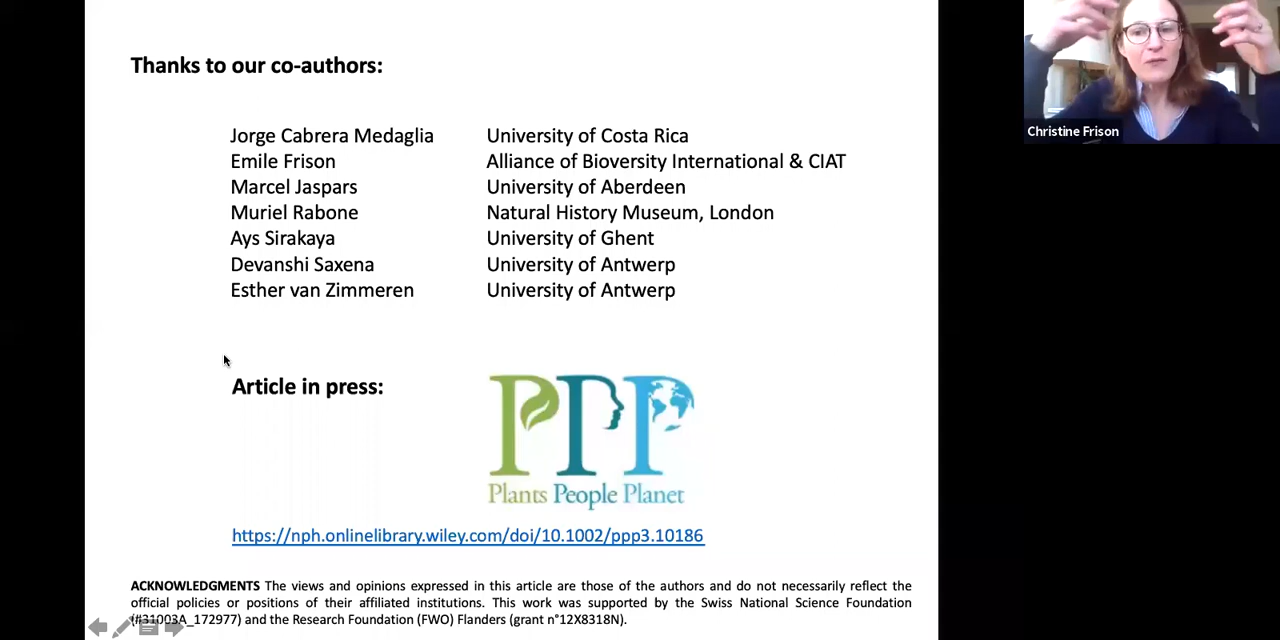 Thanks to our co-authors:
Christine Frison
Jorge Cabrera Medaglia University of Costa Rica
Emile Frison Alliance of Bioversity International & CIAT
Marcel Jaspars University of Aberdeen
Muriel Rabone Natural History Museum, London
Ays Sirakaya University of Ghent
Devanshi Saxena University of Antwerp
Esther van Zimmeren University of Antwerp
Article in press:
PPP
Plants People Planet
https://nph.onlinelibrary.wiley.com/doi/10.1002/ppp3.10186
ACKNOWLEDGMENTS The views and opinions expressed in this article are those of the authors and do not necessarily reflect the
official policies or positions of their affiliated institutions. This work was supported by the Swiss National Science Foundation
(#31003A_172977) and the Research Foundation (FWO) Flanders (grant n°12X8318N).